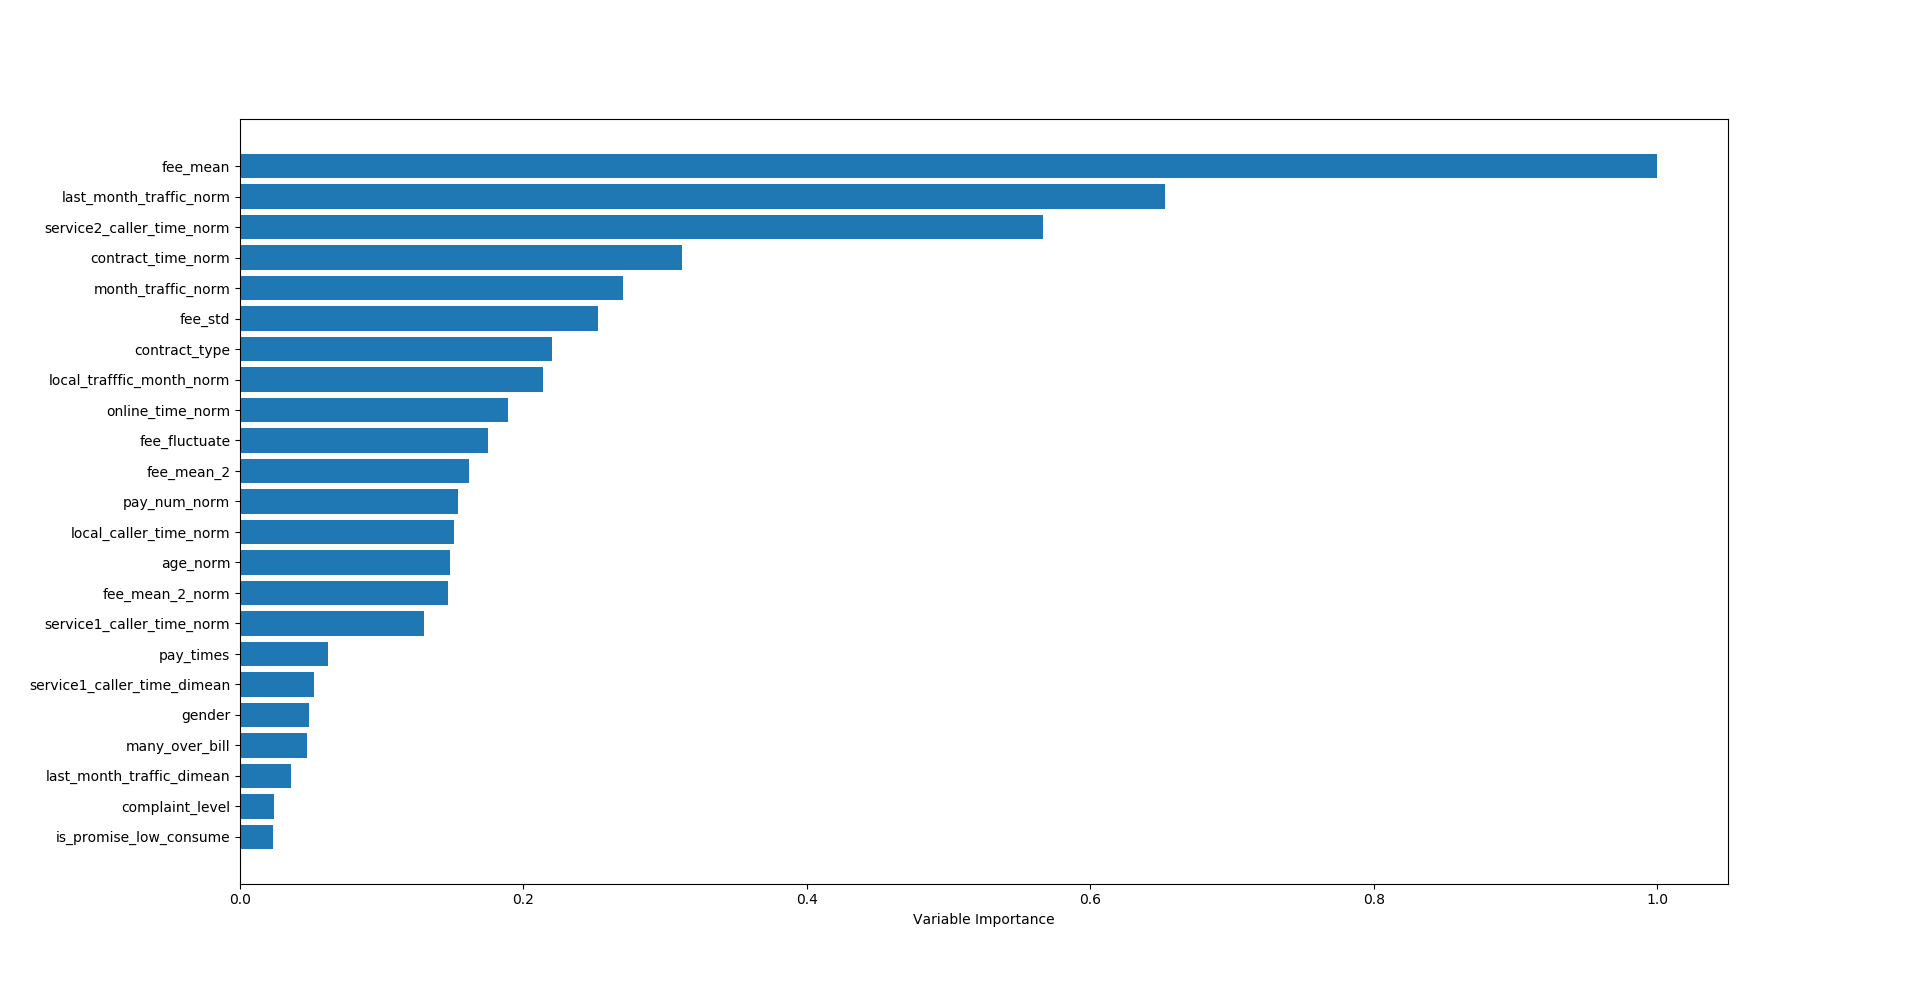 fee_mean
last_month_traffic_norm
service2_caller_time_norm
contract_time_norm
month_traffic_norm
fee_std
contract_type
local_trafffic_month_norm
online_time_norm
fee_fluctuate
fee_mean_2
pay_num_norm
local_caller_time_norm
age_norm
fee_mean_2_norm
service1_caller_time_norm
pay_times
service1_caller_time_dimean
gender
many_over_bill
last_month_traffic_dimean
complaint_level
is_promise_low_consume
0.0 0.2 0.4 0.6 0.8 1.0
Variable Importance